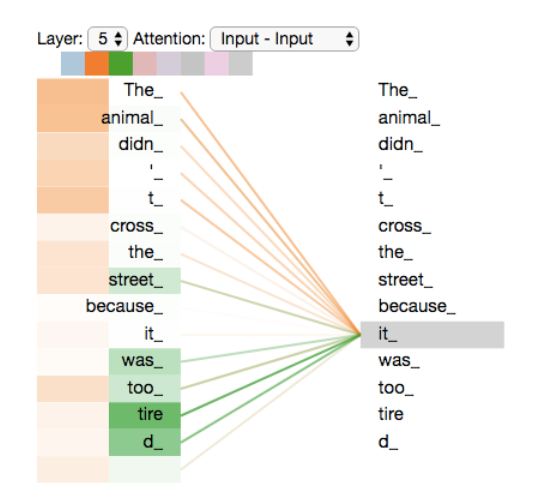 Layer: 5 Attention: Input - Input
The_ The_
animal_ animal_
didn_ didn_
'_ '_
t_ t_
cross_ cross_
the_ the_
street_ street_
because_ because_
it_ it_
was_ was_
too_ too_
tire tire
d_ d_